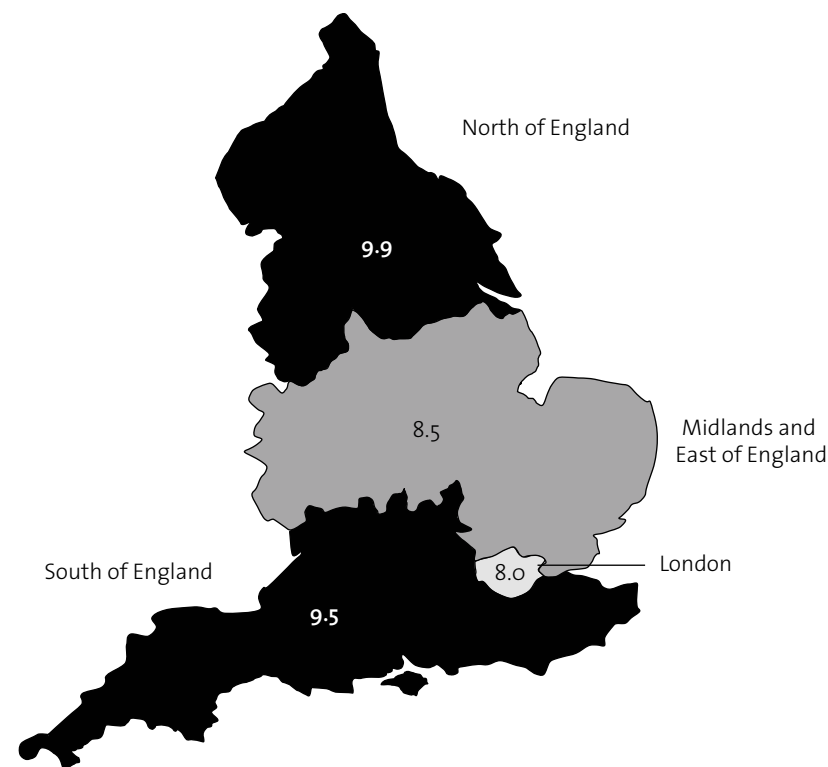 North of England
9·9
8.5
Midlands and
East of England
London
8.0
South of England
9·5